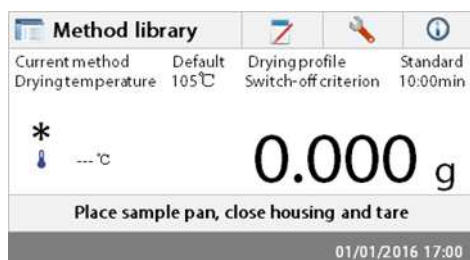 Method library
Current method Default Drying profile Standard
Drying temperature 105℃ Switch-off criterion 10:00min
*
--- ℃
0.000 g
Place sample pan, close housing and tare
01/01/2016 17:00